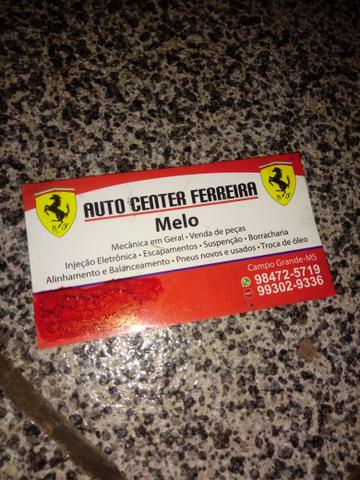 AUTO CENTER FERREIRA
Melo
Mecânica em Geral • Venda de peças
Injeção Eletrônica • Escapamentos • Suspenção • Borracharia
Alinhamento e Balanceamento • Pneus novos e usados • Troca de óleo
Campo Grande-MS
98472-5719
99302-9336
S F
S F